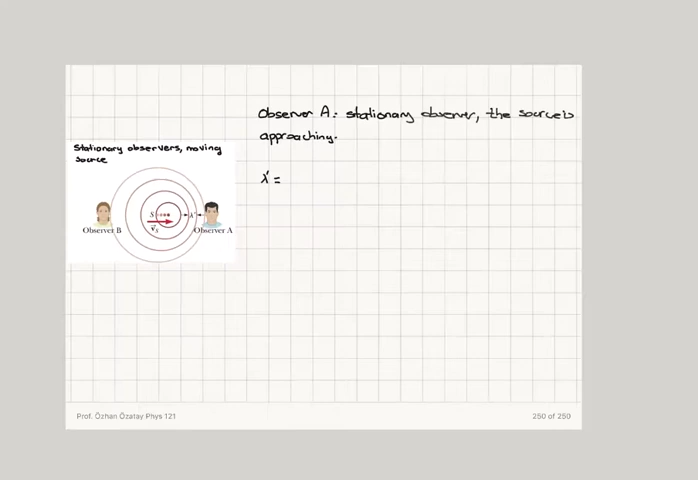 Observer A: stationary observer, the source is
approaching.
Stationary observers, moving
source
λ' =
S
λ'
v_s
Observer B
Observer A
Prof. Özhan Özatay Phys 121
250 of 250